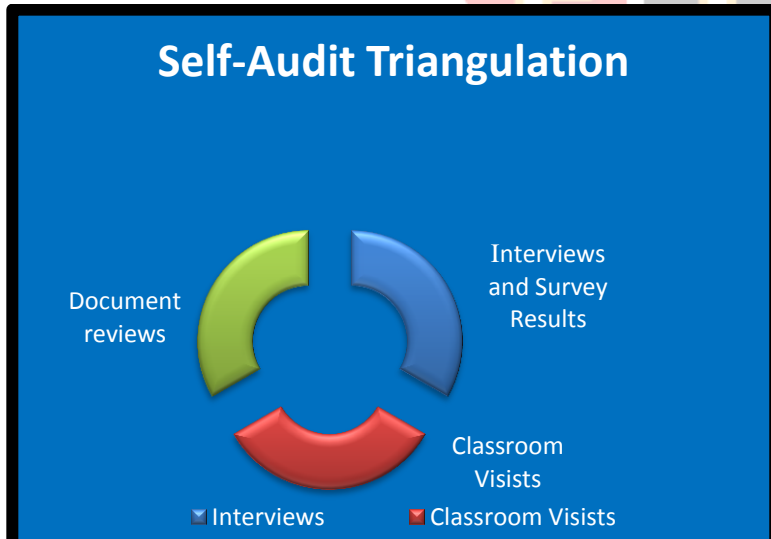 Self-Audit Triangulation
Interviews
and Survey
Results
Document
reviews
Classroom
Visists
Interviews
Classroom Visists